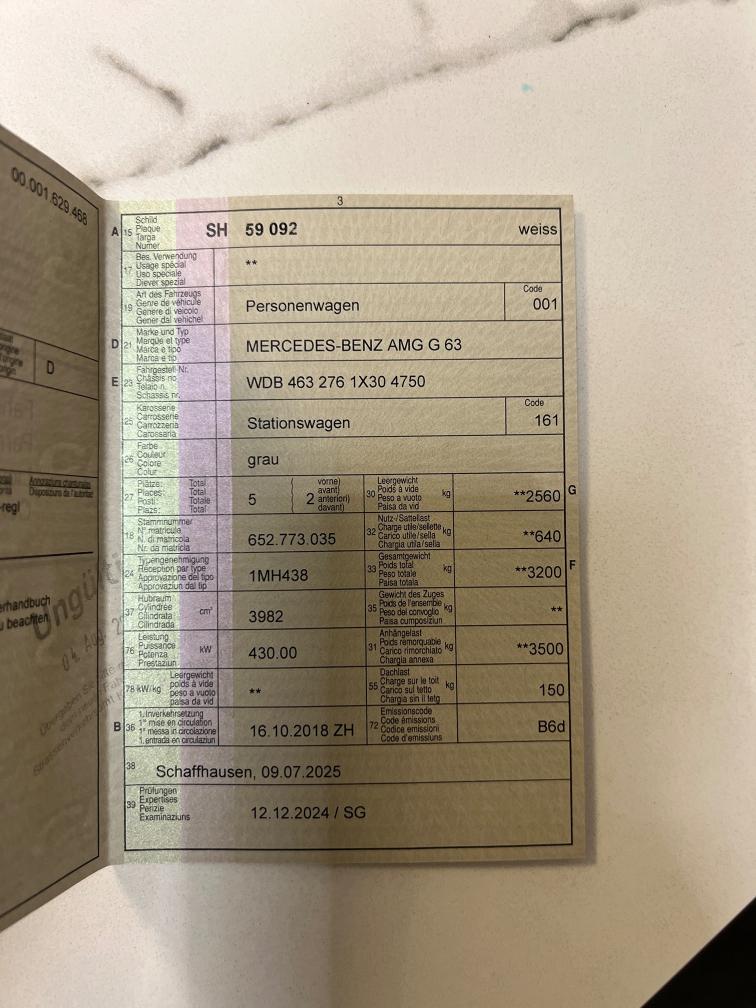 00.001.629.468
D
-regl
erhandbuch
u beachten
Ungülti
04. Aug. 2
3
A 15 Schild
Plaque
Targa
Numer
SH 59 092 weiss
17 Bes. Verwendung
Usage spécial
Uso speciale
Diever spezial
**
19 Art des Fahrzeugs
Genre de véhicule
Genere di veicolo
Gener dal vehichel
Personenwagen
Code
001
D 21 Marke und Typ
Marque et type
Marca e tipo
Marca e tip
MERCEDES-BENZ AMG G 63
E 23 Fahrgestell-Nr.
Châssis no
Telaio n.
Schassis nr.
WDB 463 276 1X30 4750
25 Karosserie
Carrosserie
Carrozzeria
Carossaria
Stationswagen
Code
161
26 Farbe
Couleur
Colore
Colur
grau
27 Plätze: Total
Places: Total
Posti: Totale
Plazs: Total
5
( 2 vorne)
avant)
anteriori)
davant)
30 Leergewicht
Poids à vide
Peso a vuoto
Paisa da vid
kg
**2560 G
18 Stammnummer
N° matricule
N. di matricola
Nr. da matricla
652.773.035
32 Nutz-/Sattellast
Charge utile/sellette
Carico utile/sella
Chargia utila/sella
kg
**640
24 Typengenehmigung
Réception par type
Approvazione del tipo
Approvaziun dal tip
1MH438
33 Gesamtgewicht
Poids total
Peso totale
Paisa totala
kg
**3200 F
37 Hubraum
Cylindrée
Cilindrata
Cilindrada
cm³
3982
35 Gewicht des Zuges
Poids de l'ensemble
Peso del convoglio
Paisa cumposiziun
kg
**
76 Leistung
Puissance
Potenza
Prestaziun
kW
430.00
31 Anhängelast
Poids remorquable
Carico rimorchiato
Chargia annexa
kg
**3500
78 kW/kg Leergewicht
poids à vide
peso a vuoto
paisa da vid
**
55 Dachlast
Charge sur le toit
Carico sul tetto
Chargia sin il tetg
kg
150
B 36 1. Inverkehrsetzung
1re mise en circulation
1a messa in circolazione
1. entrada en circulaziun
16.10.2018 ZH
72 Emissionscode
Code émissions
Codice emissioni
Code d'emissiuns
B6d
38 Schaffhausen, 09.07.2025
39 Prüfungen
Expertises
Perizie
Examinaziuns
12.12.2024 / SG